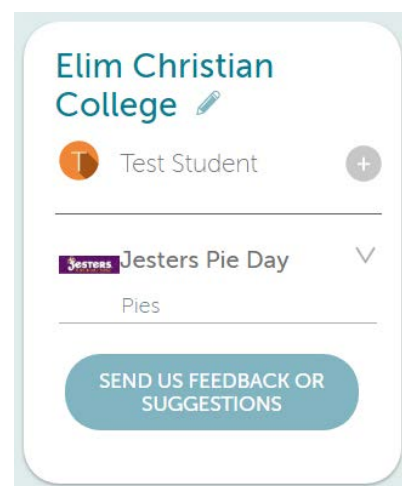 Elim Christian
College
T Test Student +
Jesters Jesters Pie Day
Pies
SEND US FEEDBACK OR
SUGGESTIONS